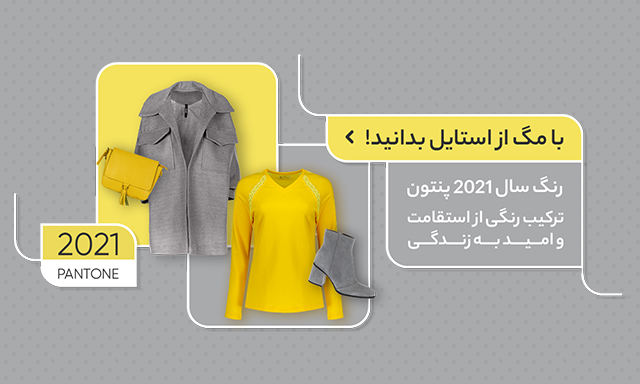 با مگ از استایل بدانید!
رنگ سال 2021 پنتون
ترکیب رنگی از استقامت
و امید به زندگی
2021
PANTONE